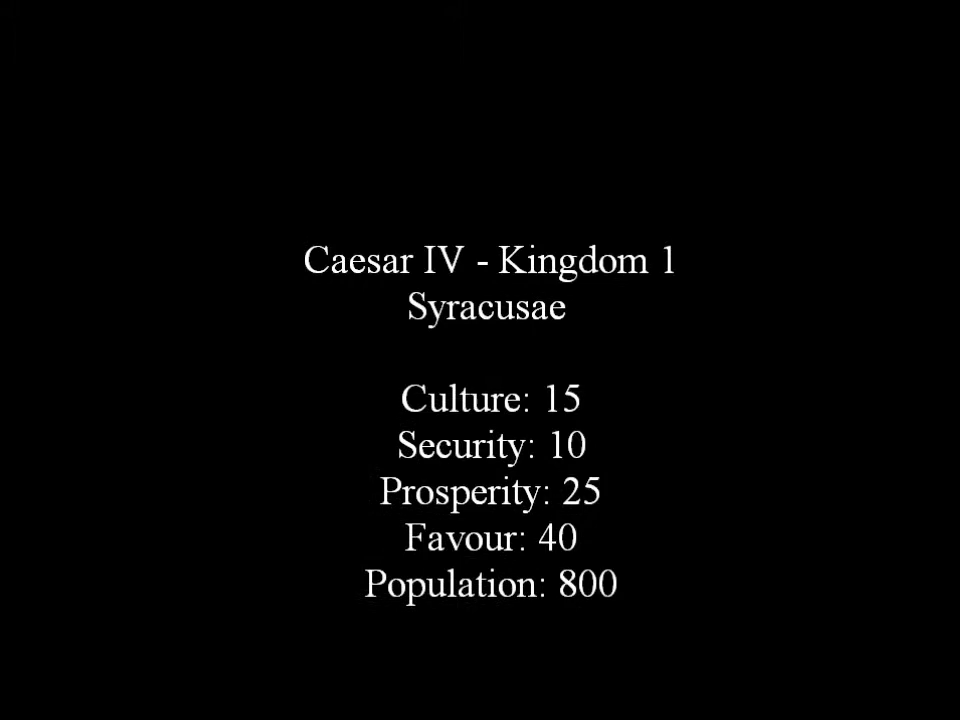 Caesar IV - Kingdom 1
Syracusae
Culture: 15
Security: 10
Prosperity: 25
Favour: 40
Population: 800